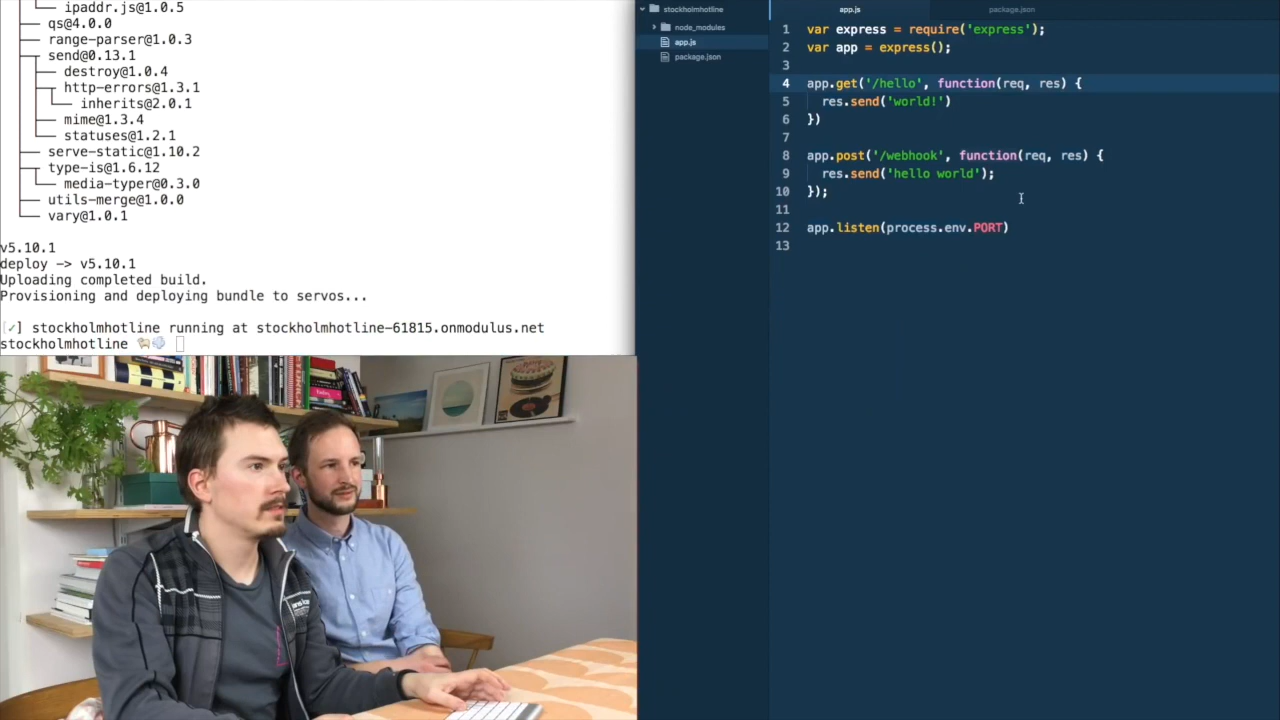 ipaddr.js@1.0.5
qs@4.0.0
range-parser@1.0.3
send@0.13.1
destroy@1.0.4
http-errors@1.3.1
inherits@2.0.1
mime@1.3.4
statuses@1.2.1
serve-static@1.10.2
type-is@1.6.12
media-typer@0.3.0
utils-merge@1.0.0
vary@1.0.1
v5.10.1
deploy -> v5.10.1
Uploading completed build.
Provisioning and deploying bundle to servos...
[✓] stockholmhotline running at stockholmhotline-61815.onmodulus.net
stockholmhotline 🐑💨
stockholmhotline
node_modules
app.js
package.json
app.js package.json
1 var express = require('express');
2 var app = express();
3
4 app.get('/hello', function(req, res) {
5 res.send('world!')
6 })
7
8 app.post('/webhook', function(req, res) {
9 res.send('hello world');
10 });
11
12 app.listen(process.env.PORT)
13